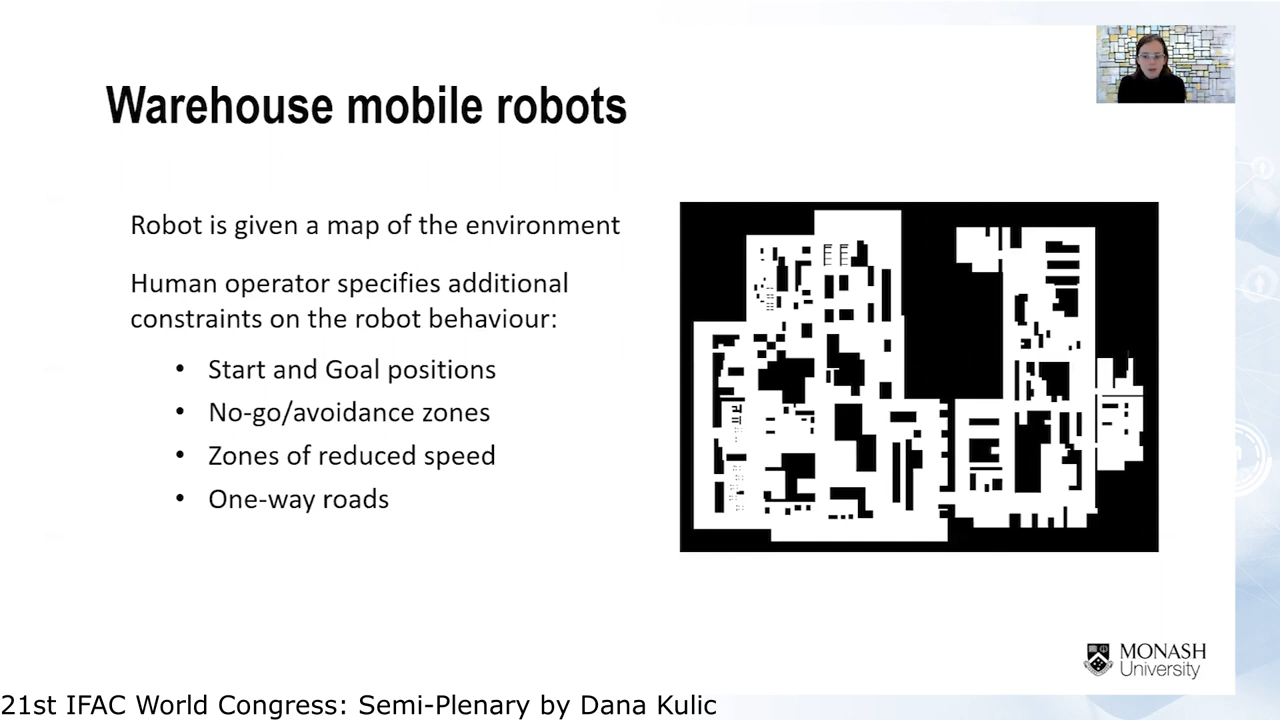 Warehouse mobile robots
Robot is given a map of the environment
Human operator specifies additional
constraints on the robot behaviour:
• Start and Goal positions
• No-go/avoidance zones
• Zones of reduced speed
• One-way roads
MONASH
University
21st IFAC World Congress: Semi-Plenary by Dana Kulic